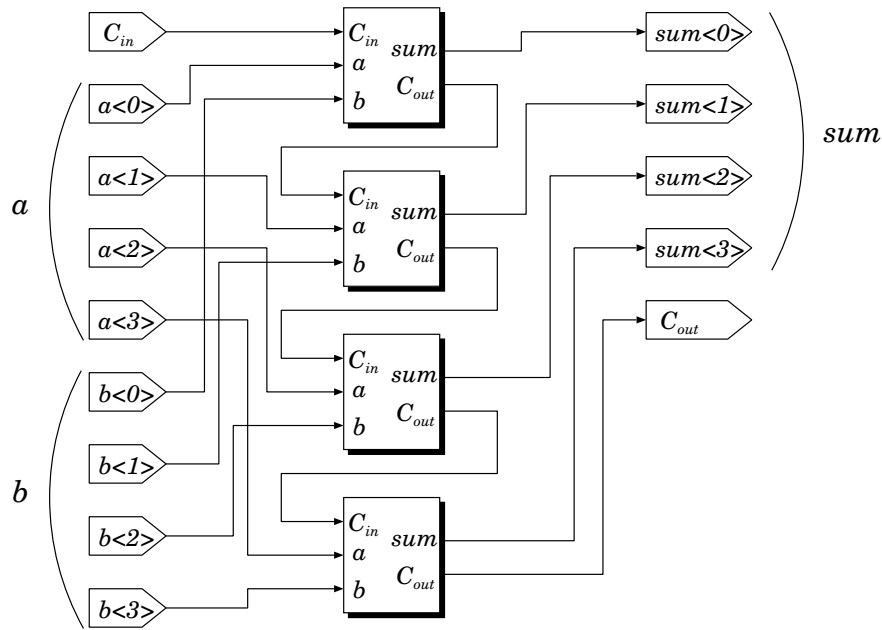 C_in
a<0>
a<1>
a<2>
a<3>
b<0>
b<1>
b<2>
b<3>
a
b
C_in
a
b
sum
C_out
C_in
a
b
sum
C_out
C_in
a
b
sum
C_out
C_in
a
b
sum
C_out
sum<0>
sum<1>
sum<2>
sum<3>
C_out
sum